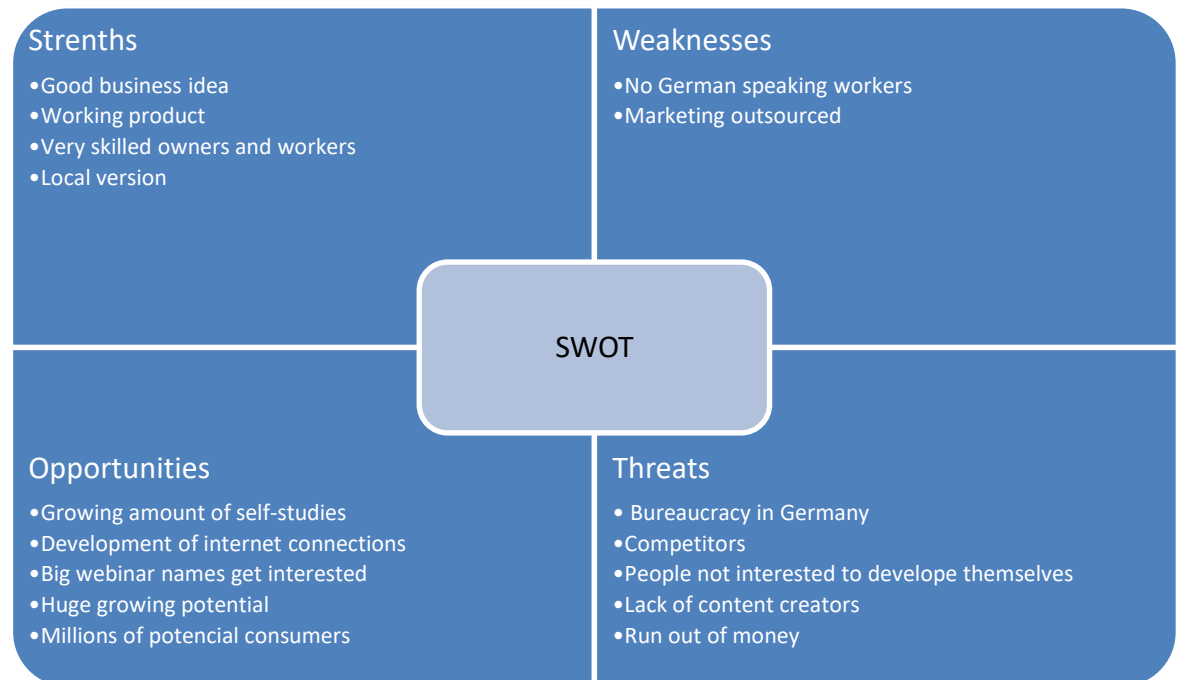 Strenths
•Good business idea
•Working product
•Very skilled owners and workers
•Local version
Weaknesses
•No German speaking workers
•Marketing outsourced
SWOT
Opportunities
•Growing amount of self-studies
•Development of internet connections
•Big webinar names get interested
•Huge growing potential
•Millions of potencial consumers
Threats
• Bureaucracy in Germany
•Competitors
•People not interested to develope themselves
•Lack of content creators
•Run out of money